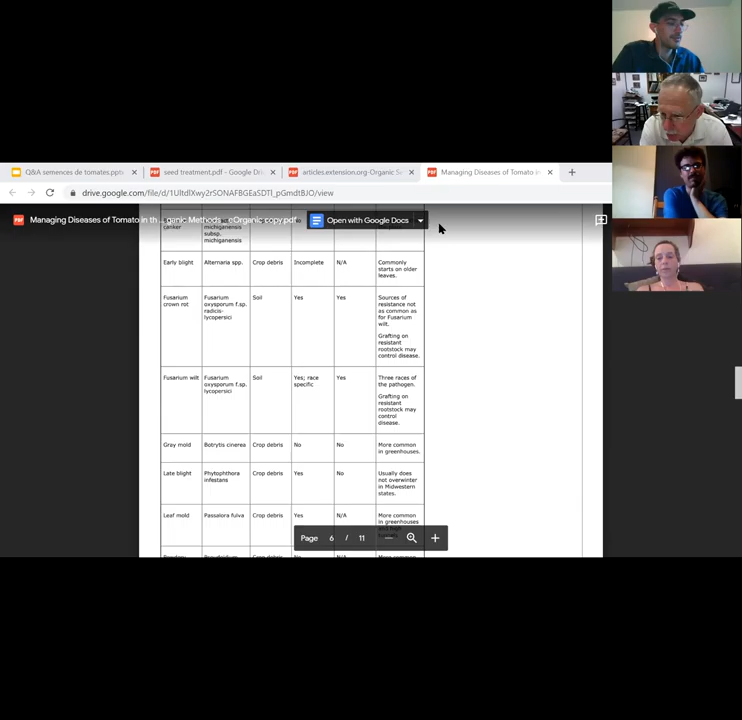 Q&A semences de tomates.pptx
seed treatment.pdf - Google Dri
articles.extension.org-Organic Se
Managing Diseases of Tomato in
drive.google.com/file/d/1UltdlXwy2rSONAFBGEaSDTl_pGmdtBJO/view
Managing Diseases of Tomato in th
ganic Methods
eOrganic copy.pdf
Open with Google Docs
canker
michiganensis
subsp.
michiganensis
Early blight
Alternaria spp.
Crop debris
Incomplete
N/A
Commonly
starts on older
leaves.
Fusarium
crown rot
Fusarium
oxysporum f.sp.
radicis-
lycopersici
Soil
Yes
Yes
Sources of
resistance not
as common as
for Fusarium
wilt.
Grafting on
resistant
rootstock may
control disease.
Fusarium wilt
Fusarium
oxysporum f.sp.
lycopersici
Soil
Yes; race
specific
Yes
Three races of
the pathogen.
Grafting on
resistant
rootstock may
control
disease.
Gray mold
Botrytis cinerea
Crop debris
No
No
More common
in greenhouses.
Late blight
Phytophthora
infestans
Crop debris
Yes
No
Usually does
not overwinter
in Midwestern
states.
Leaf mold
Passalora fulva
Crop debris
Yes
N/A
More common
in greenhouses
Page 6 / 11